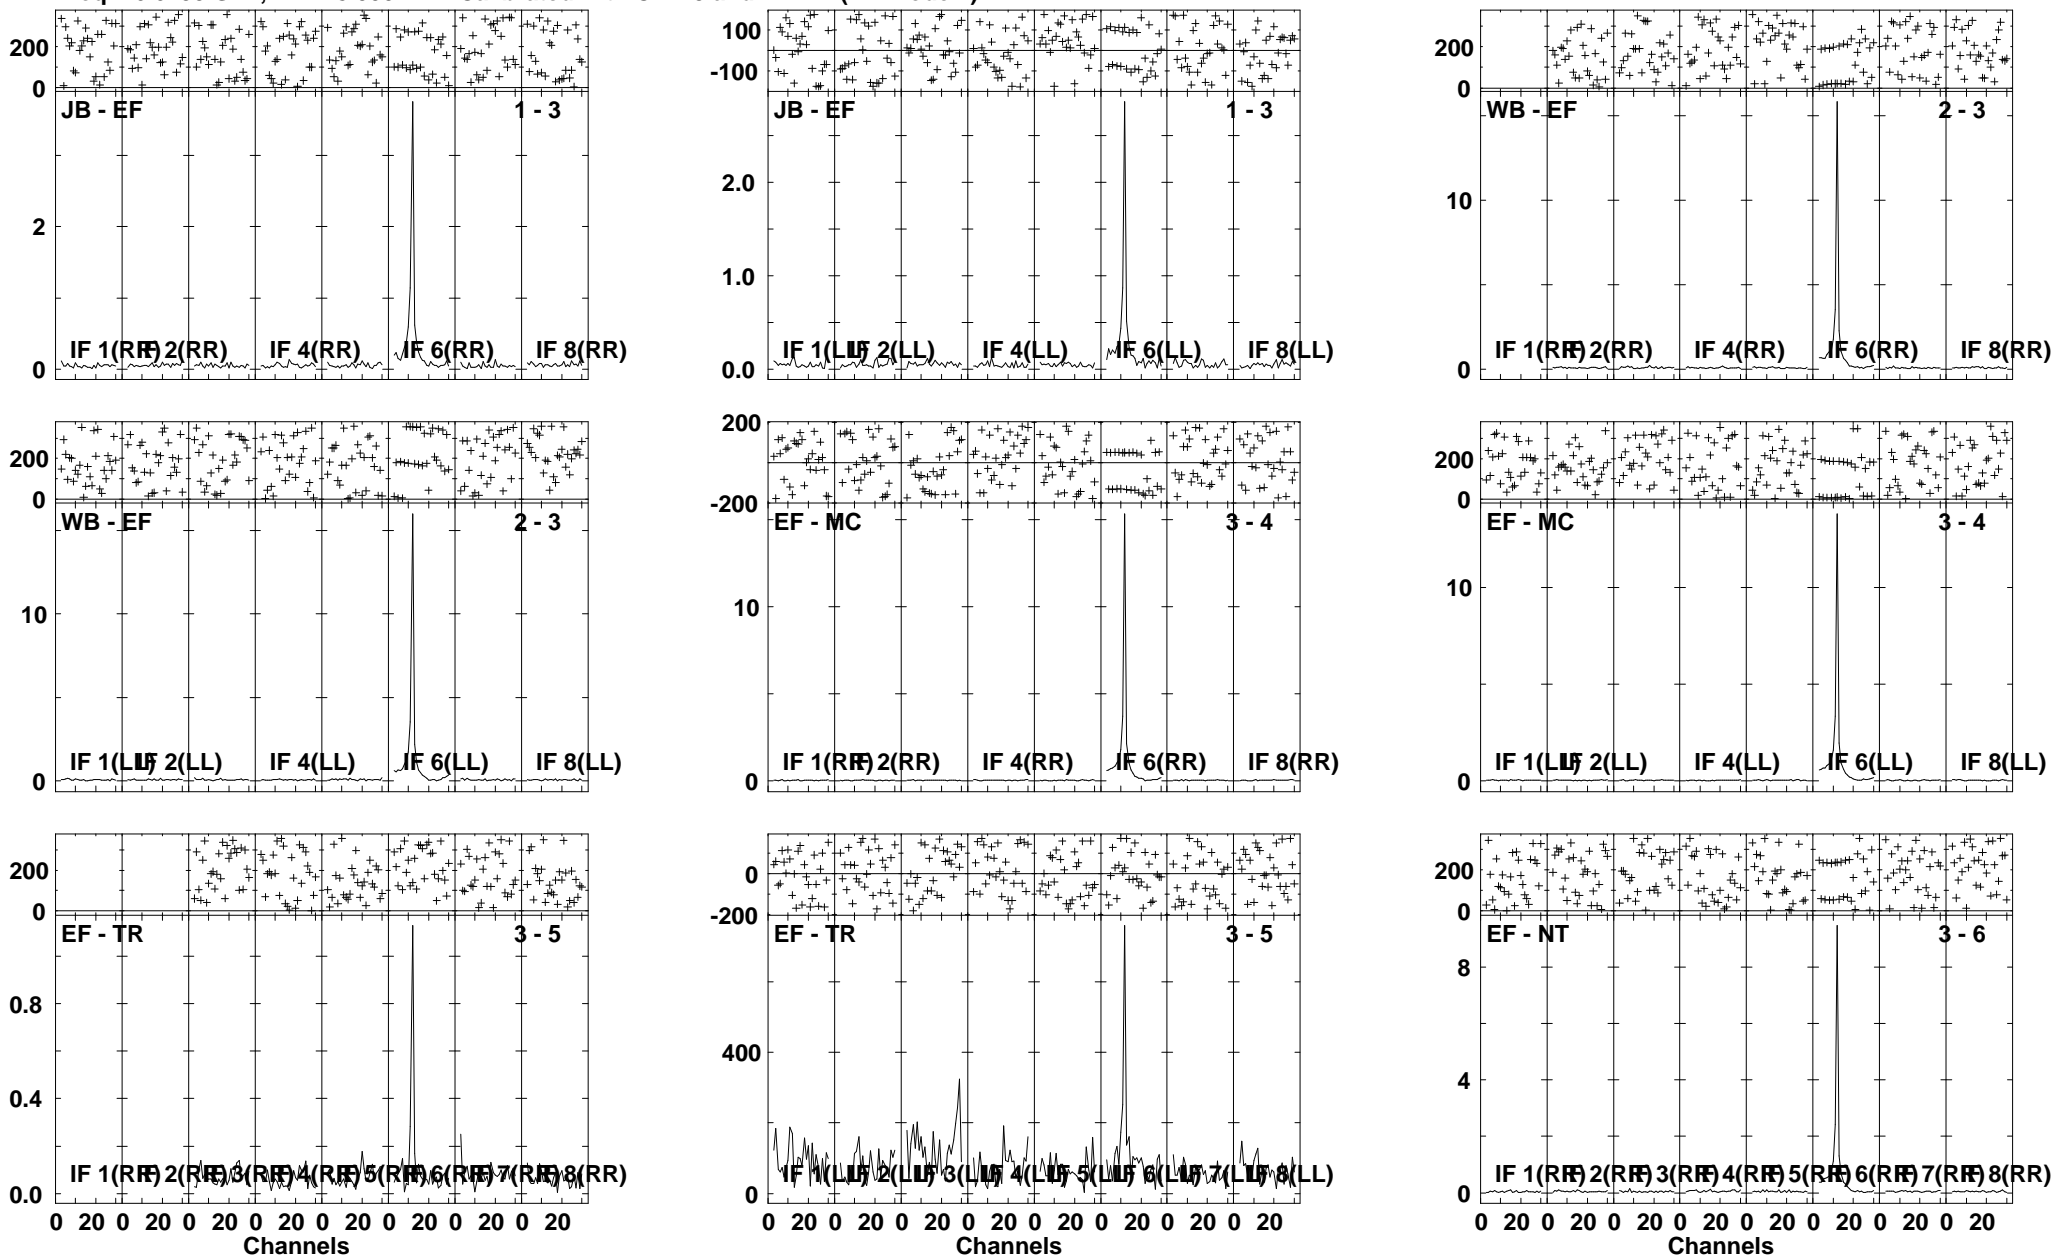 200
0
JB - EF
1 - 3
2
0
IF 1(RR) IF 2(RR) IF 4(RR) IF 6(RR) IF 8(RR)
100
-100
JB - EF
1 - 3
2.0
1.0
0.0
IF 1(LL) IF 2(LL) IF 4(LL) IF 6(LL) IF 8(LL)
200
0
WB - EF
2 - 3
10
0
IF 1(RR) IF 2(RR) IF 4(RR) IF 6(RR) IF 8(RR)
200
0
WB - EF
2 - 3
10
0
IF 1(LL) IF 2(LL) IF 4(LL) IF 6(LL) IF 8(LL)
200
-200
EF - MC
3 - 4
10
0
IF 1(RR) IF 2(RR) IF 4(RR) IF 6(RR) IF 8(RR)
200
0
EF - MC
3 - 4
10
0
IF 1(LL) IF 2(LL) IF 4(LL) IF 6(LL) IF 8(LL)
200
0
EF - TR
3 - 5
0.8
0.4
0.0
IF 1(RR) IF 2(RR) IF 3(RR) IF 4(RR) IF 5(RR) IF 6(RR) IF 7(RR) IF 8(RR)
0 20 0 20 0 20 0 20 0 20 0 20 0 20 0 20
Channels
0
-200
EF - TR
3 - 5
400
0
IF 1(LL) IF 2(LL) IF 3(LL) IF 4(LL) IF 5(LL) IF 6(LL) IF 7(LL) IF 8(LL)
0 20 0 20 0 20 0 20 0 20 0 20 0 20 0 20
Channels
200
0
EF - NT
3 - 6
8
4
0
IF 1(RR) IF 2(RR) IF 3(RR) IF 4(RR) IF 5(RR) IF 6(RR) IF 7(RR) IF 8(RR)
0 20 0 20 0 20 0 20 0 20 0 20 0 20 0 20
Channels